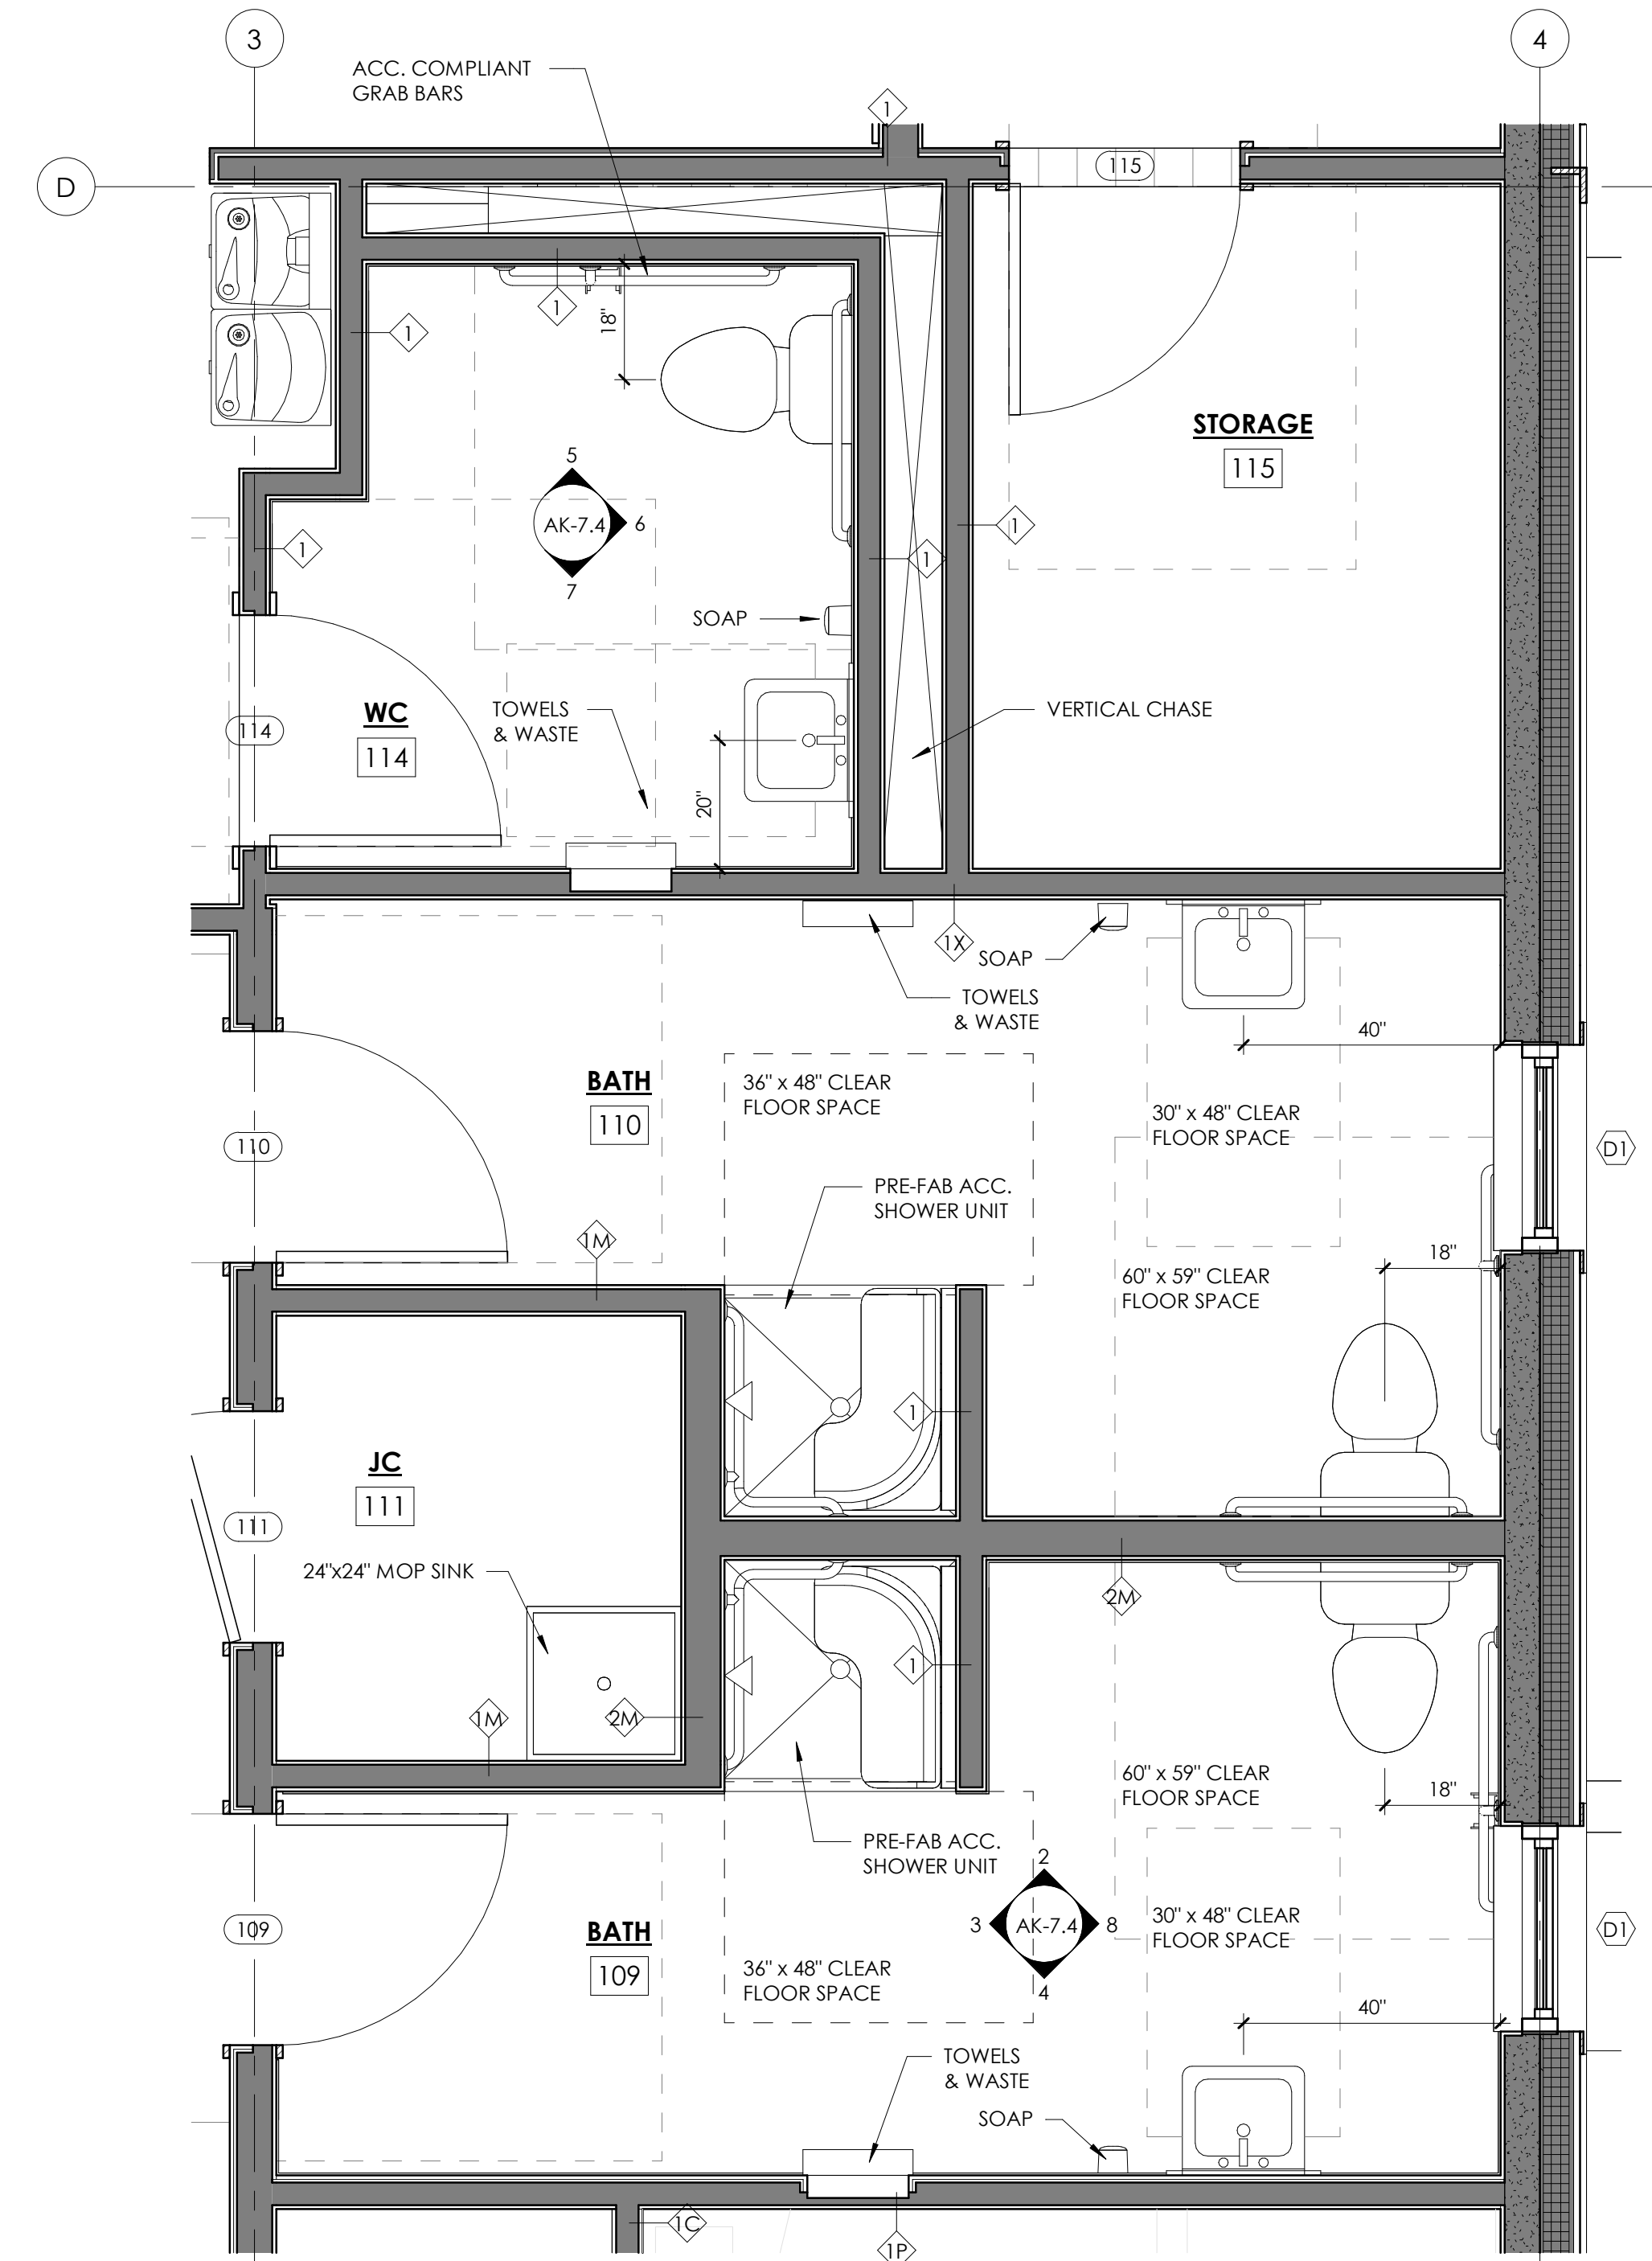 3
4
ACC. COMPLIANT
GRAB BARS
1
D
115
1
18"
1
STORAGE
115
5
AK-7.4
6
7
1
1
1
SOAP
WC
114
TOWELS
& WASTE
VERTICAL CHASE
114
20"
1X
SOAP
TOWELS
& WASTE
40"
BATH
110
36" x 48" CLEAR
FLOOR SPACE
30" x 48" CLEAR
FLOOR SPACE
110
D1
PRE-FAB ACC.
SHOWER UNIT
1M
18"
60" x 59" CLEAR
FLOOR SPACE
1
JC
111
111
24"x24" MOP SINK
2M
1
1M
2M
60" x 59" CLEAR
FLOOR SPACE
18"
PRE-FAB ACC.
SHOWER UNIT
2
3
AK-7.4
8
4
30" x 48" CLEAR
FLOOR SPACE
109
BATH
109
D1
36" x 48" CLEAR
FLOOR SPACE
40"
TOWELS
& WASTE
SOAP
1C
1P